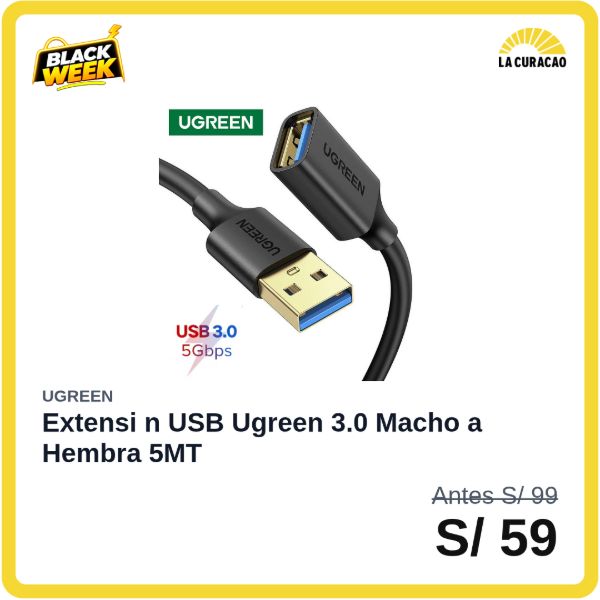 BLACK
WEEK
LA CURACAO
UGREEN
UGREEN
UGREEN
USB 3.0
5Gbps
UGREEN
Extensi n USB Ugreen 3.0 Macho a
Hembra 5MT
Antes S/ 99
S/ 59